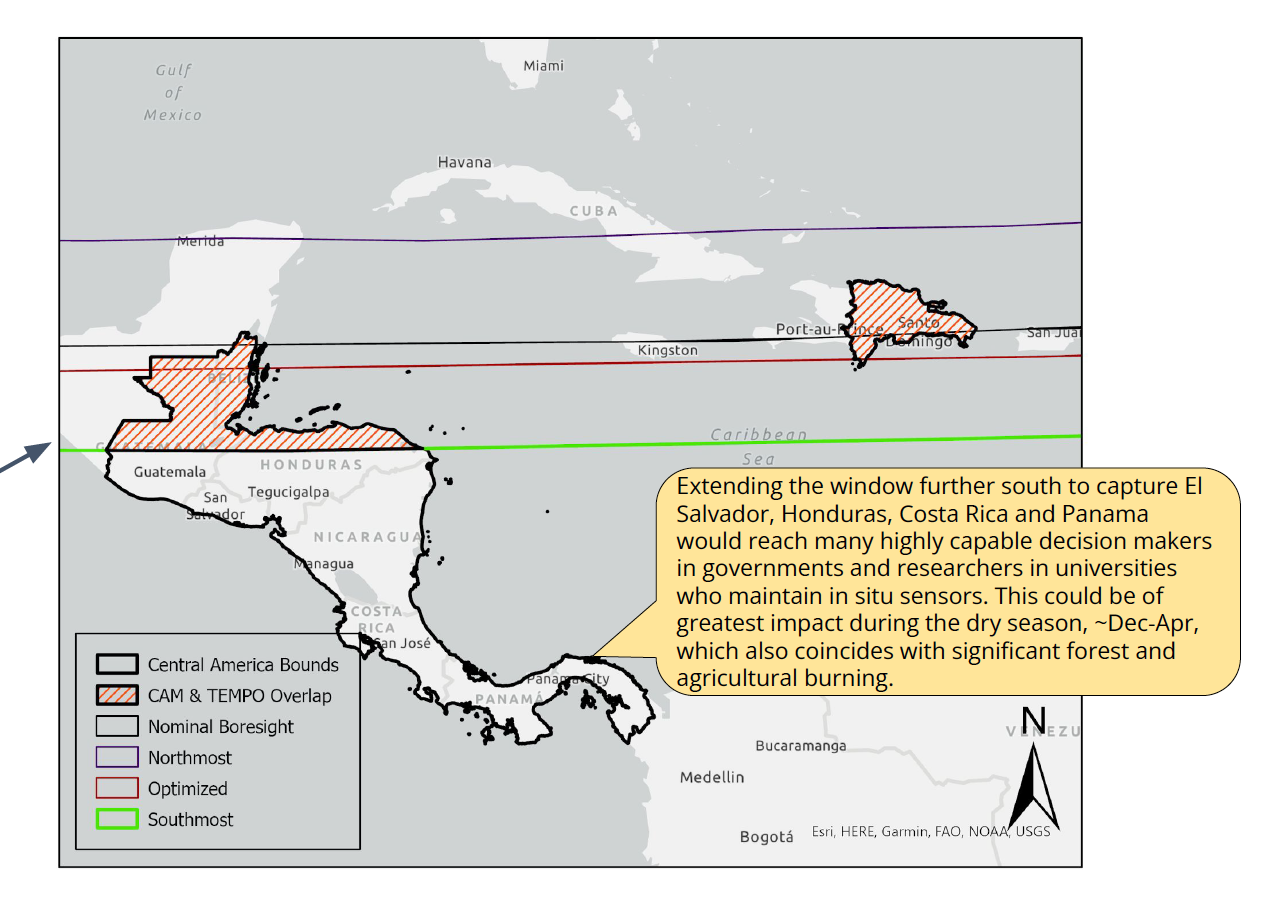 Gulf
of
Mexico
Miami
Havana
CUBA
Merida
Port-au-Prince
Santo
Domingo
San Juan
Kingston
BELIZ
Caribbean
Sea
GUATEMALA
Guatemala
HONDURAS
Tegucigalpa
San
Salvador
NICARAGUA
Managua
COSTA
RICA
San José
Panama City
PANAMÁ
Extending the window further south to capture El
Salvador, Honduras, Costa Rica and Panama
would reach many highly capable decision makers
in governments and researchers in universities
who maintain in situ sensors. This could be of
greatest impact during the dry season, ~Dec-Apr,
which also coincides with significant forest and
agricultural burning.
Central America Bounds
CAM & TEMPO Overlap
Nominal Boresight
Northmost
Optimized
Southmost
N
VENEZU
Bucaramanga
Medellin
Bogotá
Esri, HERE, Garmin, FAO, NOAA, USGS